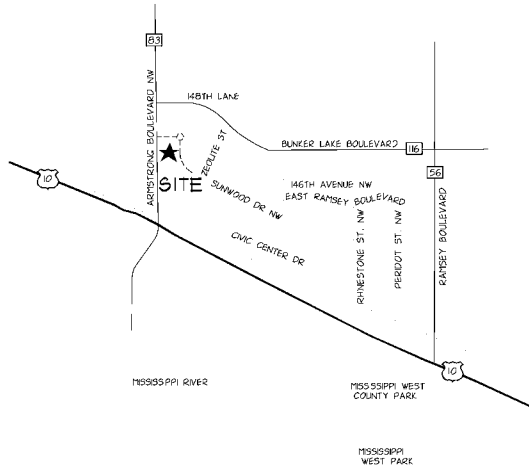 83
ARMSTRONG BOULEVARD NW
148TH LANE
ZEOLITE ST
BUNKER LAKE BOULEVARD
116
56
SITE
SUNWOOD DR NW
146TH AVENUE NW
EAST RAMSEY BOULEVARD
10
CIVIC CENTER DR
RHINESTONE ST. NW
PERIDOT ST. NW
RAMSEY BOULEVARD
10
MISSISSIPPI RIVER
MISSISSIPPI WEST
COUNTY PARK
MISSISSIPPI
WEST PARK